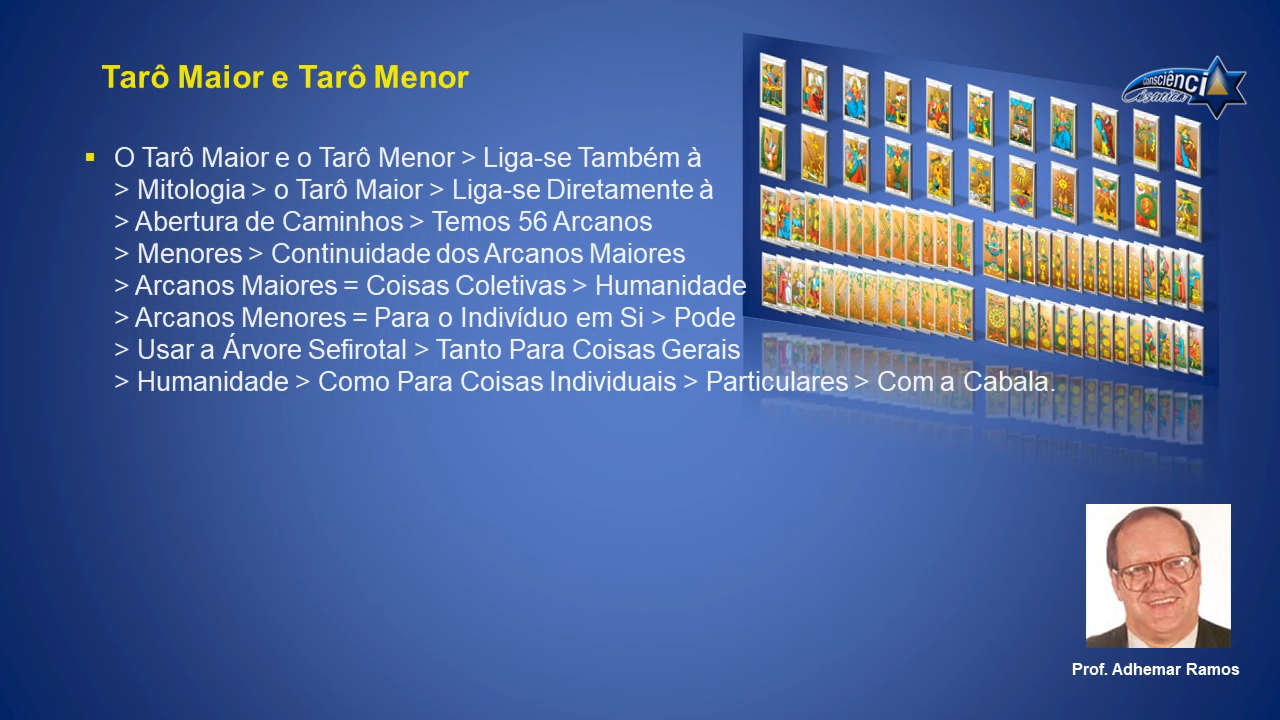 Tarô Maior e Tarô Menor
consciênci
Cósmica
▪ O Tarô Maior e o Tarô Menor > Liga-se Também à
> Mitologia > o Tarô Maior > Liga-se Diretamente à
> Abertura de Caminhos > Temos 56 Arcanos
> Menores > Continuidade dos Arcanos Maiores
> Arcanos Maiores = Coisas Coletivas > Humanidade
> Arcanos Menores = Para o Indivíduo em Si > Pode
> Usar a Árvore Sefirotal > Tanto Para Coisas Gerais
> Humanidade > Como Para Coisas Individuais > Particulares > Com a Cabala.
Prof. Adhemar Ramos